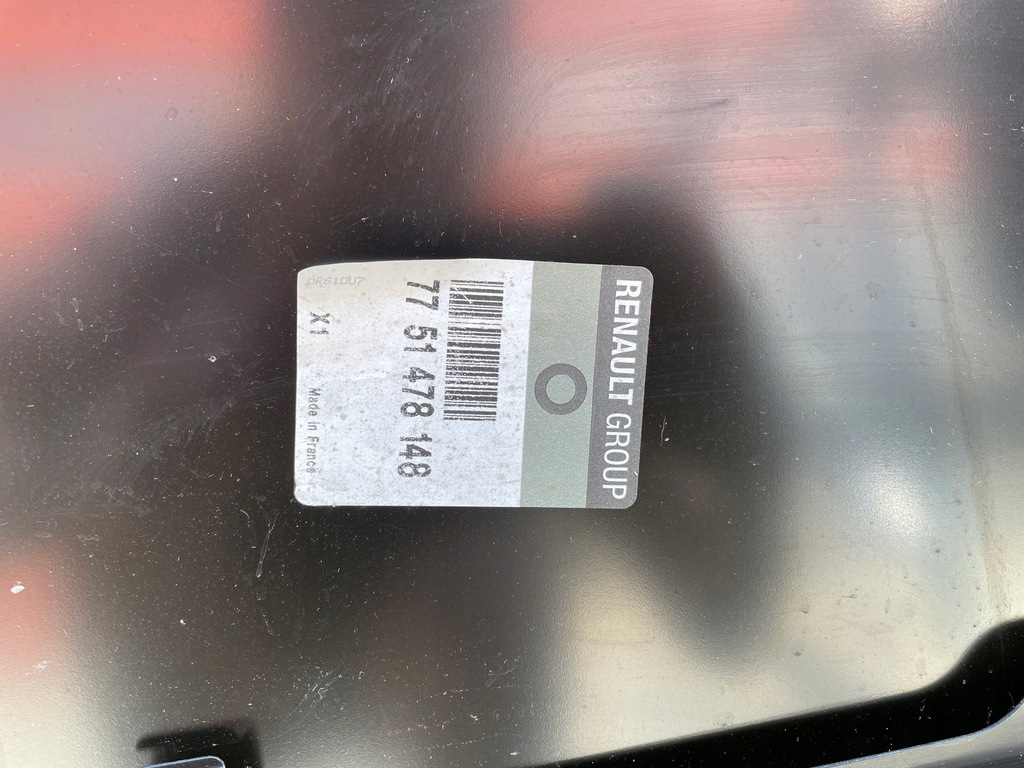 RENAULT GROUP
77 51 478 148
X1
Made in France
DR61DU7